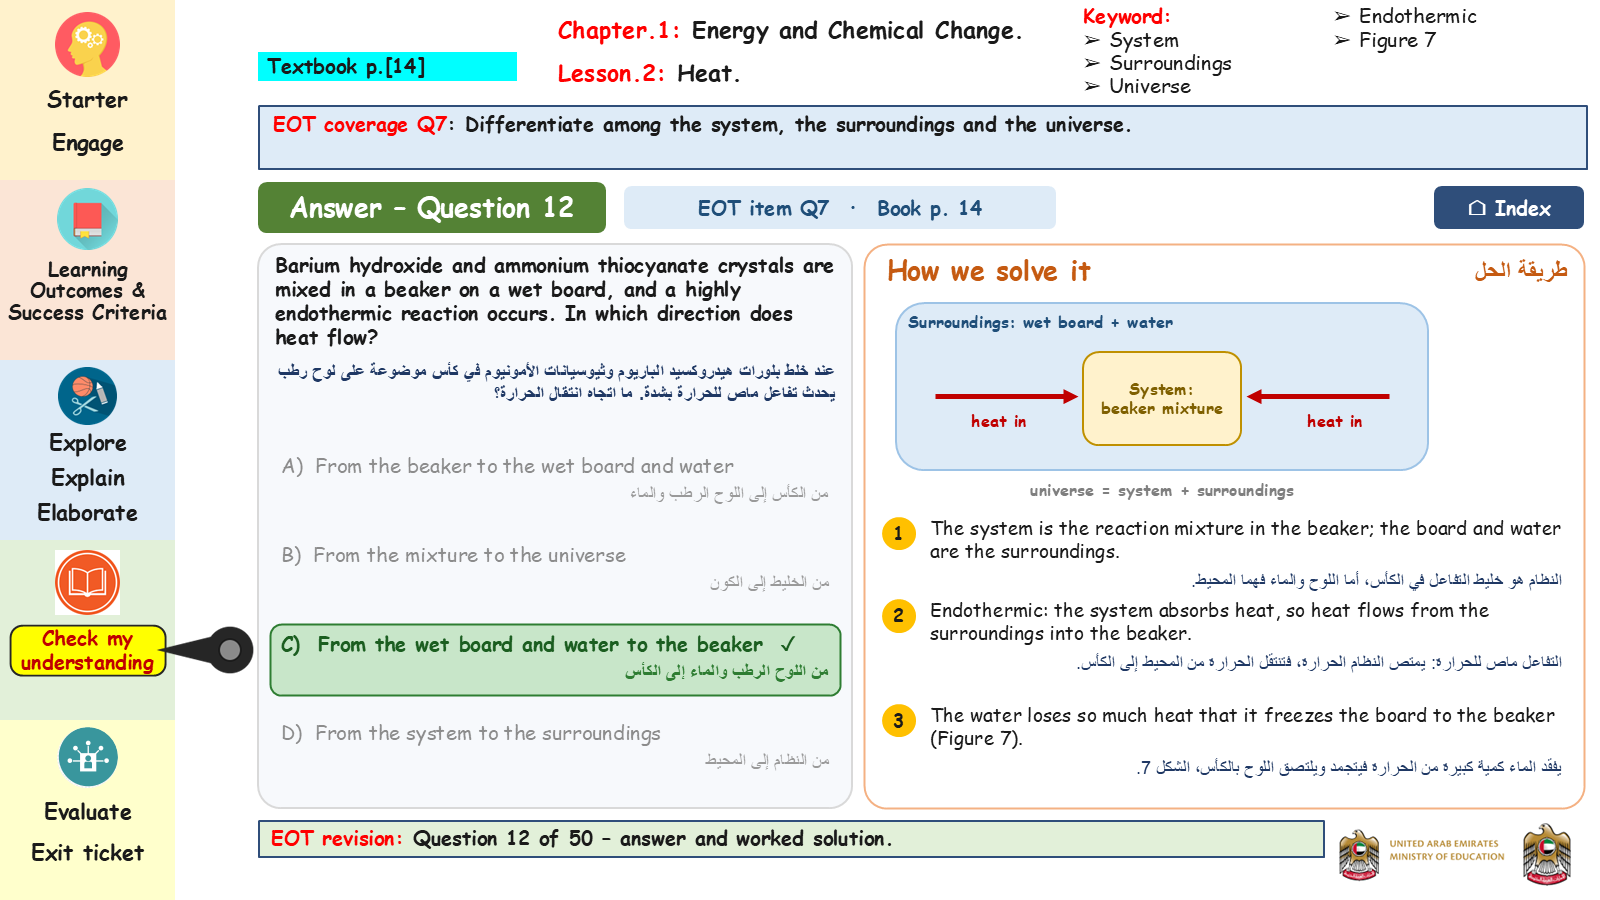 Starter
Engage
Learning
Outcomes &
Success Criteria
Explore
Explain
Elaborate
Check my
understanding
Evaluate
Exit ticket
Textbook p.[14]
Chapter.1: Energy and Chemical Change.
Lesson.2: Heat.
Keyword:
➢ System
➢ Surroundings
➢ Universe
➢ Endothermic
➢ Figure 7
EOT coverage Q7: Differentiate among the system, the surroundings and the universe.
Answer – Question 12
EOT item Q7 · Book p. 14
Index
Barium hydroxide and ammonium thiocyanate crystals are
mixed in a beaker on a wet board, and a highly
endothermic reaction occurs. In which direction does
heat flow?
عند خلط بلورات هيدروكسيد الباريوم وثيوسيانات الأمونيوم في كأس موضوعة على لوح رطب
يحدث تفاعل ماص للحرارة بشدة. ما اتجاه انتقال الحرارة؟
A) From the beaker to the wet board and water
من الكأس إلى اللوح الرطب والماء
B) From the mixture to the universe
من الخليط إلى الكون
C) From the wet board and water to the beaker ✓
من اللوح الرطب والماء إلى الكأس
D) From the system to the surroundings
من النظام إلى المحيط
How we solve it
طريقة الحل
Surroundings: wet board + water
System:
beaker mixture
heat in
heat in
universe = system + surroundings
1 The system is the reaction mixture in the beaker; the board and water
are the surroundings.
النظام هو خليط التفاعل في الكأس، أما اللوح والماء فهما المحيط.
2 Endothermic: the system absorbs heat, so heat flows from the
surroundings into the beaker.
التفاعل ماص للحرارة: يمتص النظام الحرارة، فتنتقل الحرارة من المحيط إلى الكأس.
3 The water loses so much heat that it freezes the board to the beaker
(Figure 7).
يفقد الماء كمية كبيرة من الحرارة فيتجمد ويلتصق اللوح بالكأس، الشكل 7.
EOT revision: Question 12 of 50 – answer and worked solution.
UNITED ARAB EMIRATES
MINISTRY OF EDUCATION